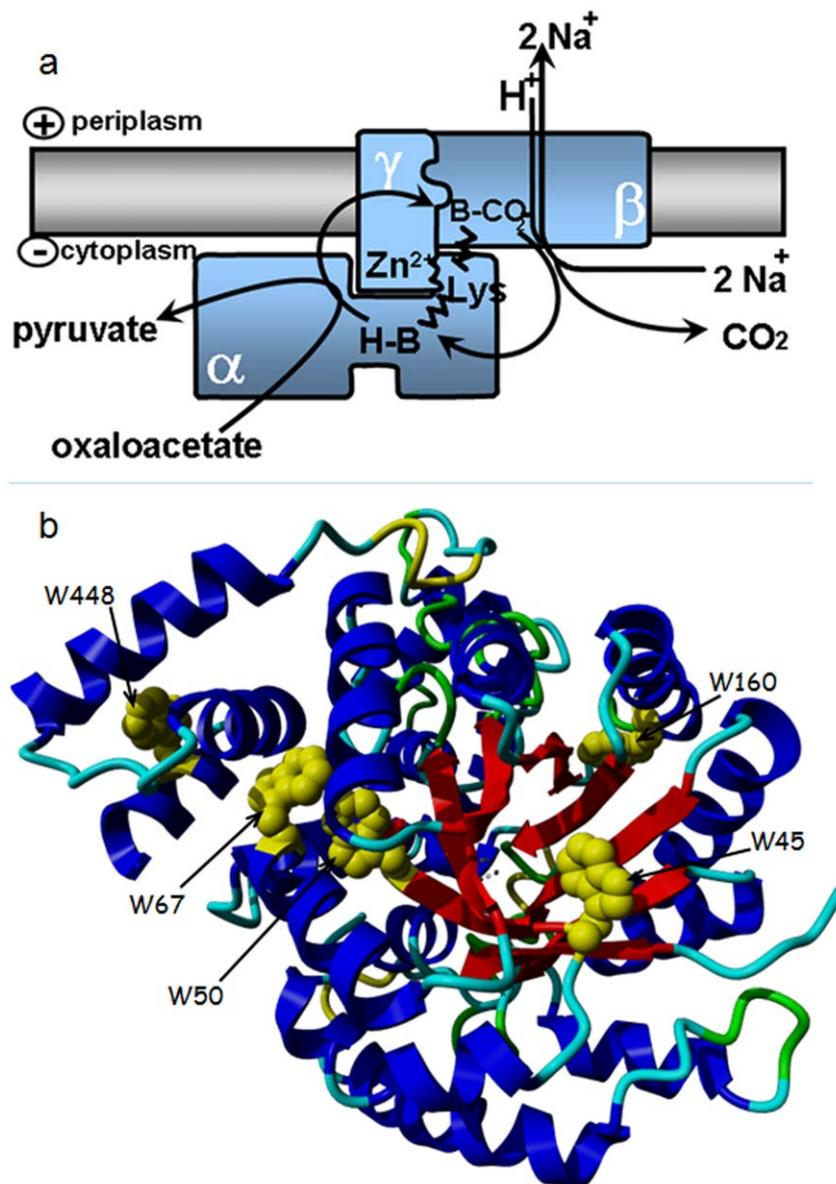 a
2 Na+
H+
+ periplasm
γ
B-CO2
β
- cytoplasm
Zn2+
Lys
2 Na+
pyruvate
H-B
CO2
α
oxaloacetate
b
W448
W160
W45
W67
W50